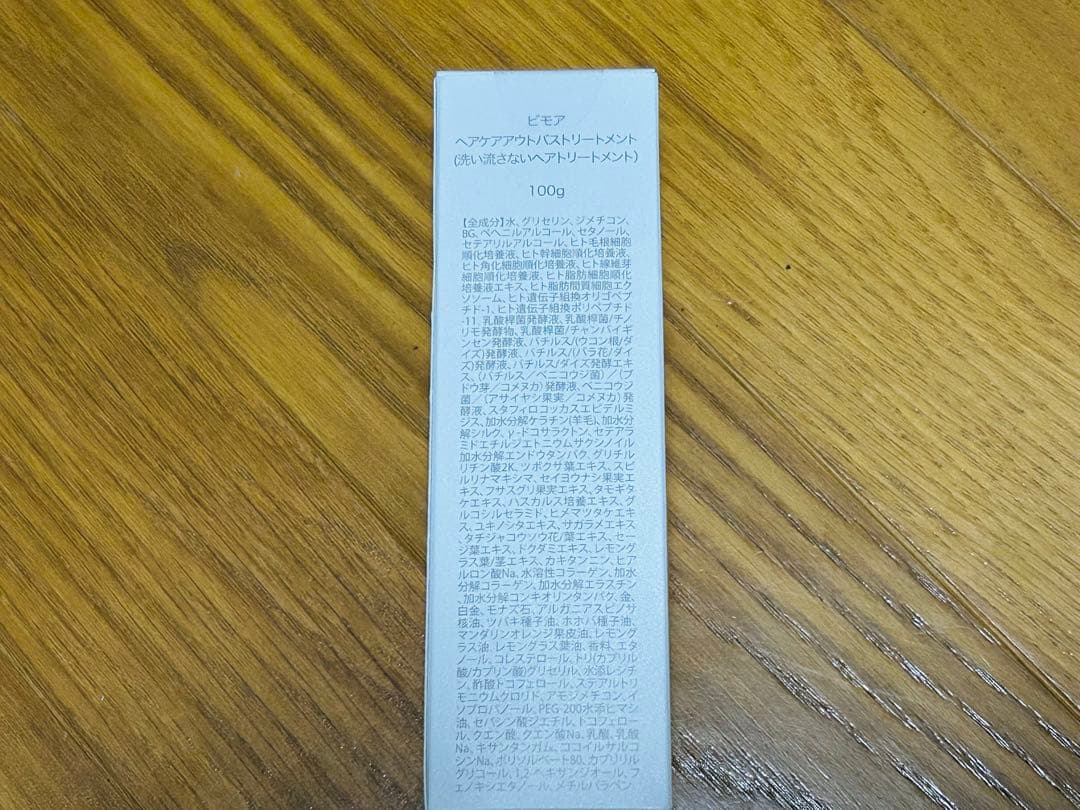 ビモア
ヘアケアアウトバストリートメント
(洗い流さないヘアトリートメント)
100g
【全成分】水、グリセリン、ジメチコン、
BG、ベヘニルアルコール、セタノール、
セテアリルアルコール、ヒト毛根細胞
順化培養液、ヒト幹細胞順化培養液、
ヒト角化細胞順化培養液、ヒト線維芽
細胞順化培養液、ヒト脂肪細胞順化
培養液エキス、ヒト脂肪間質細胞エク
ソソーム、ヒト遺伝子組換オリゴペプ
チド-1、ヒト遺伝子組換ポリペプチド
-11、乳酸桿菌発酵液、乳酸桿菌/チノ
リモ発酵物、乳酸桿菌/チャンバイギ
ンセン発酵液、バチルス/(ウコン根/ダ
イズ)発酵液、バチルス/(バラ花/ダイ
ズ)発酵液、バチルス/ダイズ発酵エキ
ス、(バチルス/ベニコウジ菌)/(ブ
ドウ芽/コメヌカ)発酵液、ベニコウジ
菌/(アサイヤシ果実/コメヌカ)発
酵液、スタフィロコッカスエピデルミ
ジス、加水分解ケラチン(羊毛)、加水分
解シルク、γ-ドコサラクトン、セテアラ
ミドエチルジエトニウムサクシノイル
加水分解エンドウタンパク、グリチル
リチン酸2K、ツボクサ葉エキス、スピ
ルリナマキシマ、セイヨウナシ果実エ
キス、フサスグリ果実エキス、タモギタ
ケエキス、ハスカルス培養エキス、グ
ルコシルセラミド、ヒメマツタケエキ
ス、ユキノシタエキス、サガラメエキス
、タチジャコウソウ花/葉エキス、セー
ジ葉エキス、ドクダミエキス、レモング
ラス葉/茎エキス、カキタンニン、ヒア
ルロン酸Na、水溶性コラーゲン、加水
分解コラーゲン、加水分解エラスチン
、加水分解コンキオリンタンパク、金、
白金、モナズ石、アルガニアスピノサ
核油、ツバキ種子油、ホホバ種子油、
マンダリンオレンジ果皮油、レモング
ラス油、レモングラス葉油、香料、エタ
ノール、コレステロール、トリ(カプリル
酸/カプリン酸)グリセリル、水添レシチ
ン、酢酸トコフェロール、ステアルトリ
モニウムクロリド、アモジメチコン、イ
ソプロパノール、PEG-200水添ヒマシ
油、セバシン酸ジエチル、トコフェロー
ル、クエン酸、クエン酸Na、乳酸、乳酸
Na、キサンタンガム、ココイルサルコ
シンNa、ポリソルベート80、カプリリル
グリコール、1,2-ヘキサンジオール、フ
ェノキシエタノール、メチルパラベン